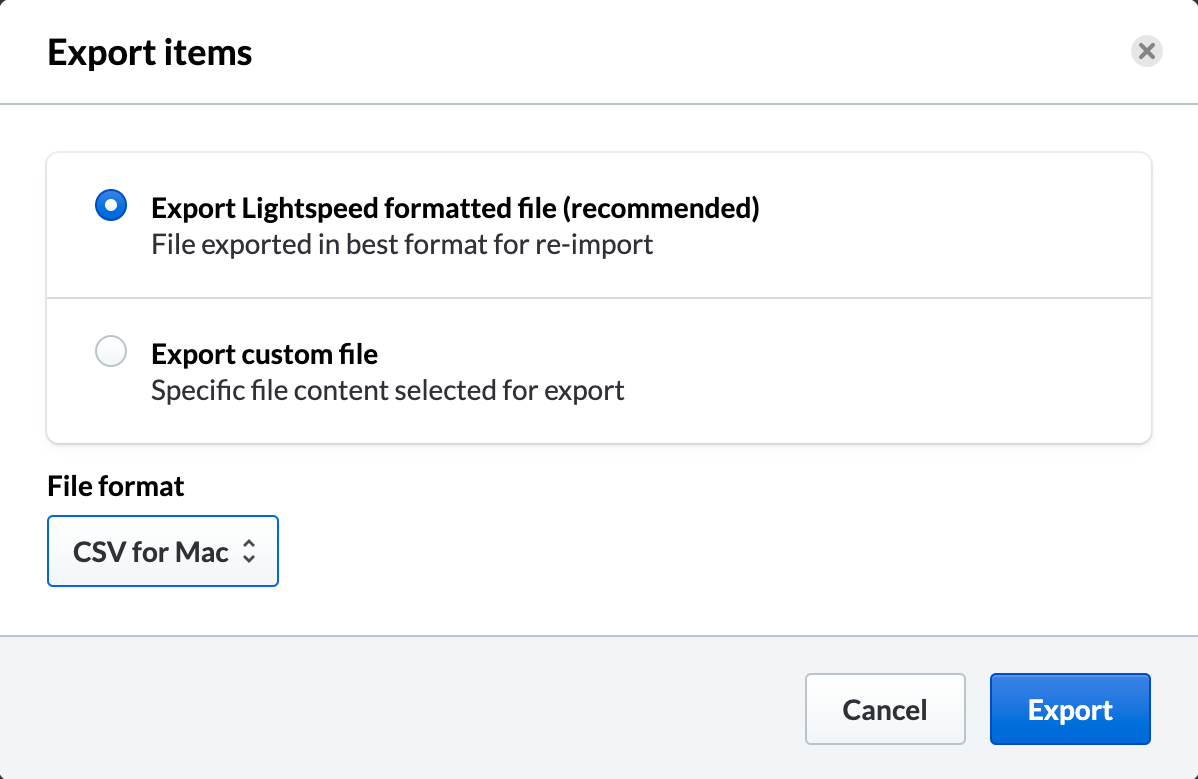 Export items
Export Lightspeed formatted file (recommended)
File exported in best format for re-import
Export custom file
Specific file content selected for export
File format
CSV for Mac
Cancel
Export